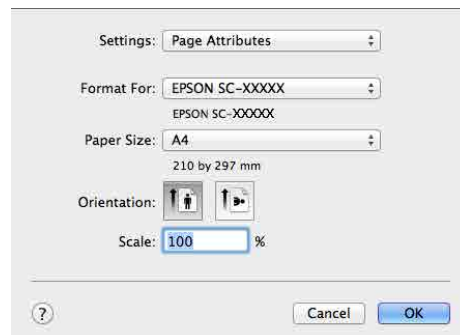 Settings: Page Attributes
Format For: EPSON SC-XXXXX
EPSON SC-XXXXX
Paper Size: A4
210 by 297 mm
Orientation:
Scale: 100 %
? Cancel OK